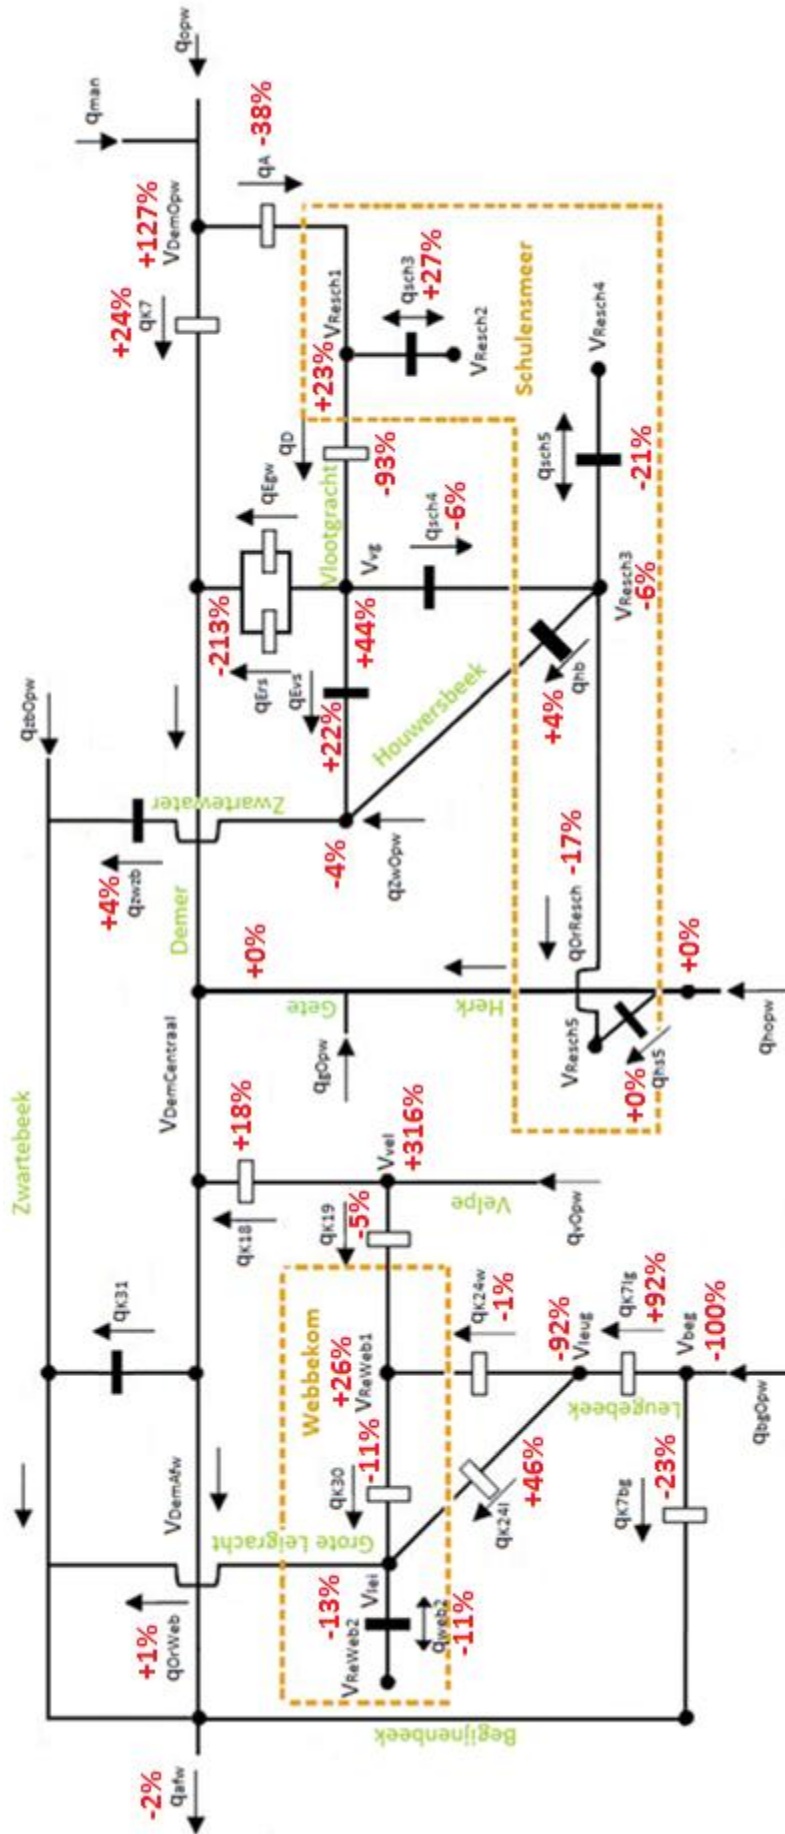 Zwartebeek
qzbOpw
qman
qopw
-2%
qafw
+1%
qOrWeb
VDemAfw
qK31
VDemCentraal
Demer
+4%
qzwzb
Zwartewater
+24%
qK7
+127%
VDemOpw
-38%
qA
Grote Leigracht
qK18
+18%
Gete
+0%
-213%
qErs
qEgw
qEvs
+22%
+44%
Vvg
Vlootgracht
qD
-93%
+23%
VResch1
Webbekom
-13%
Vlei
VReWeb2
qweb2
-11%
qK30
-11%
+26%
VReWeb1
qK19
-5%
Vvel
+316%
Velpe
qvOpw
qgOpw
Herk
-4%
qZwOpw
Houwersbeek
qsch4
-6%
qsch3
+27%
VResch2
Schulensmeer
qK24l
+46%
qK24w
-1%
-92%
Vleug
qOrResch
-17%
+4%
qhb
VResch3
-6%
qsch5
-21%
VResch4
Begijnenbeek
qK7bg
-23%
Leugebeek
qK7lg
+92%
Vbeg
-100%
qbgOpw
VResch5
+0%
qhs5
+0%
qhopw